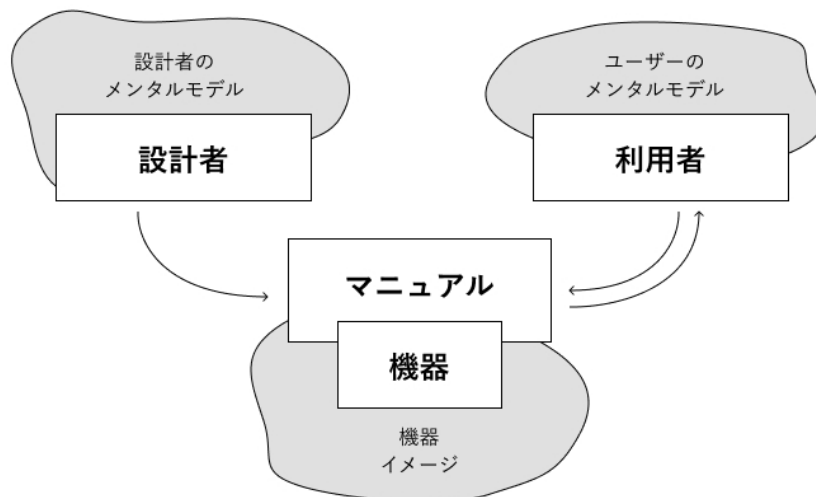 設計者の
メンタルモデル
設計者
ユーザーの
メンタルモデル
利用者
マニュアル
機器
機器
イメージ